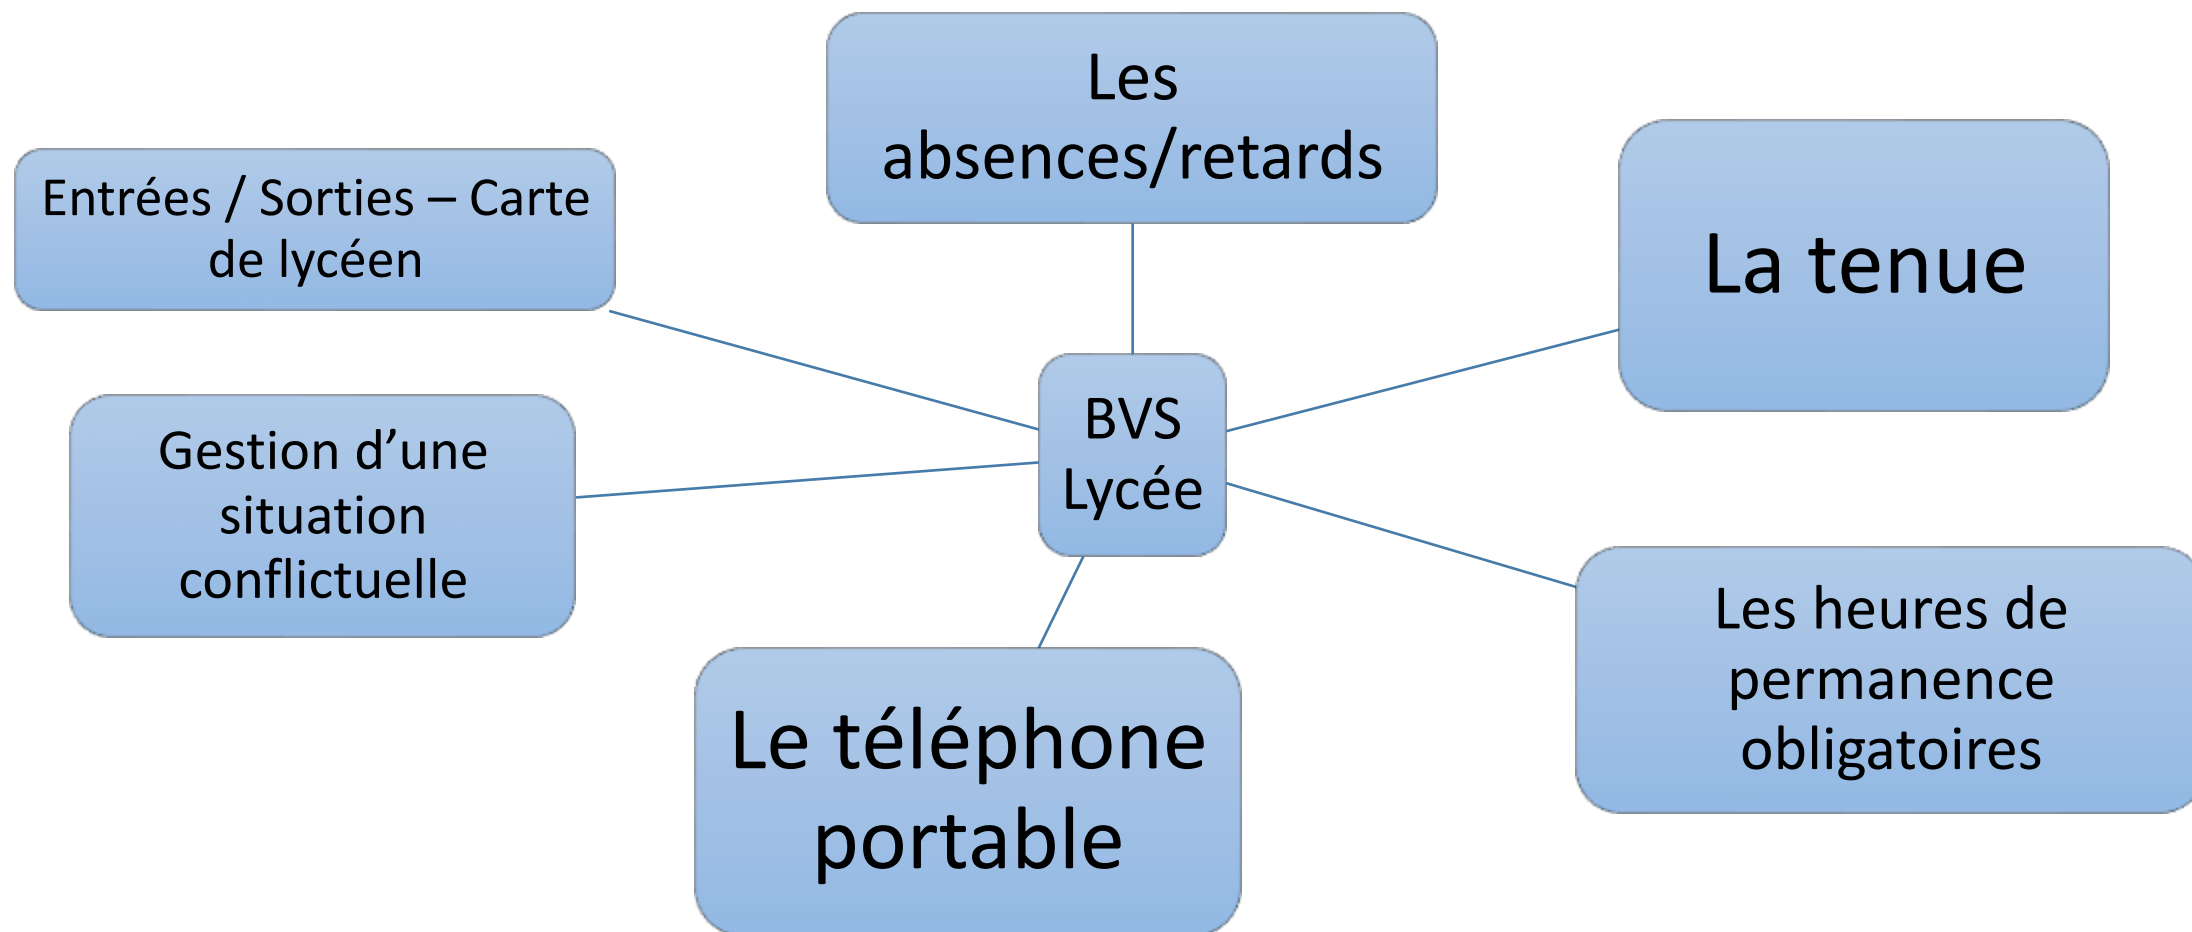 Les
absences/retards
Entrées / Sorties – Carte
de lycéen
La tenue
BVS
Lycée
Gestion d’une
situation
conflictuelle
Les heures de
permanence
obligatoires
Le téléphone
portable